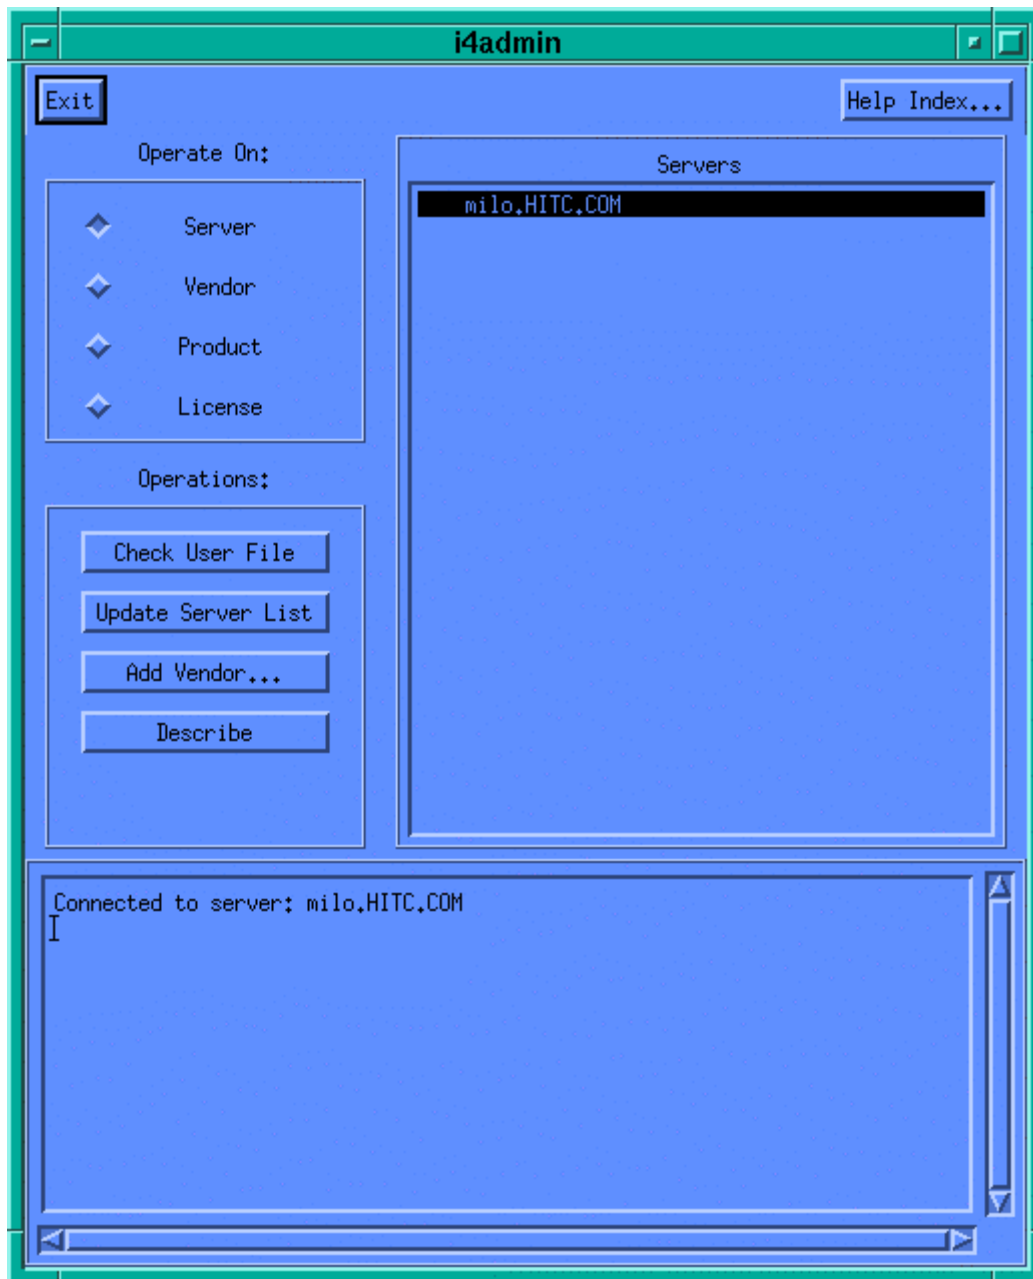 i4admin
Exit
Help Index...
Operate On:
Server
Vendor
Product
License
Operations:
Check User File
Update Server List
Add Vendor...
Describe
Servers
milo.HITC.COM
Connected to server: milo.HITC.COM